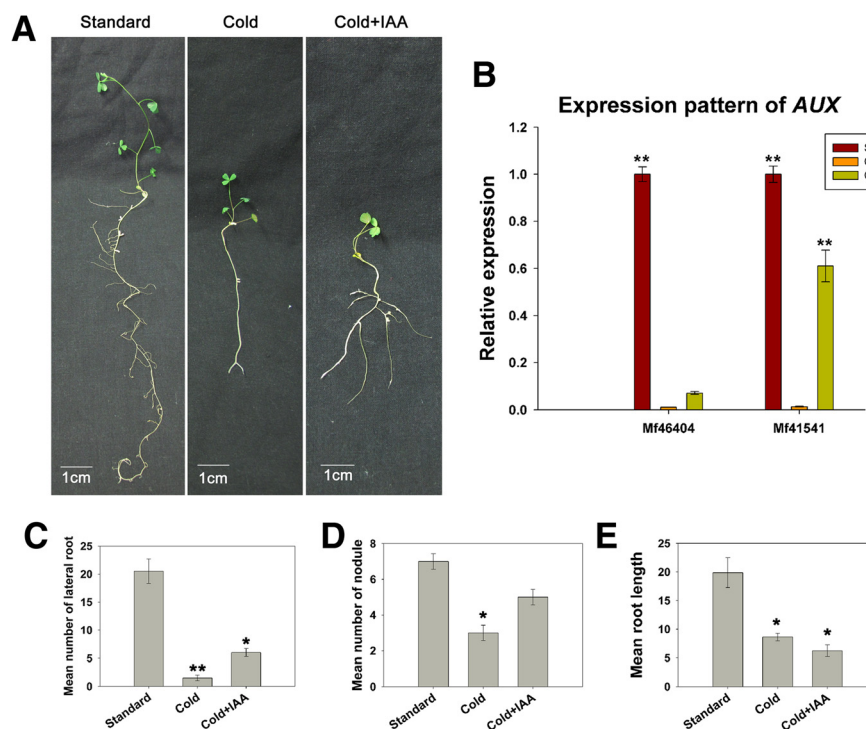 A
Standard
Cold
Cold+IAA
1cm
1cm
1cm
B
Expression pattern of AUX
Relative expression
1.2
1.0
0.8
0.6
0.4
0.2
0.0
**
**
**
Mf46404
Mf41541
S
C
Mean number of lateral root
25
20
15
10
5
0
**
*
Standard
Cold
Cold+IAA
D
Mean number of nodule
8
6
4
2
0
*
Standard
Cold
Cold+IAA
E
Mean root length
25
20
15
10
5
0
*
*
Standard
Cold
Cold+IAA